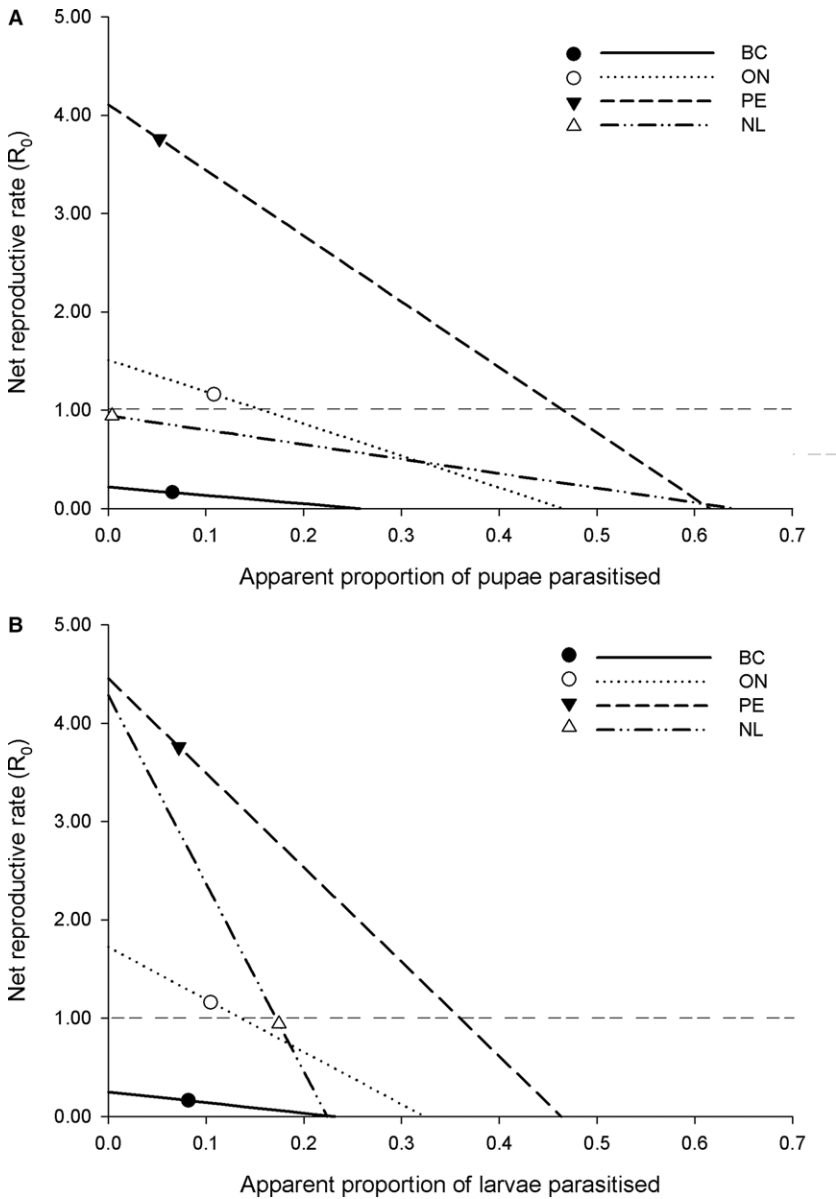 A
5.00
4.00
3.00
2.00
1.00
0.00
Net reproductive rate (R0)
BC
ON
PE
NL
0.0 0.1 0.2 0.3 0.4 0.5 0.6 0.7
Apparent proportion of pupae parasitised
B
5.00
4.00
3.00
2.00
1.00
0.00
Net reproductive rate (R0)
BC
ON
PE
NL
0.0 0.1 0.2 0.3 0.4 0.5 0.6 0.7
Apparent proportion of larvae parasitised